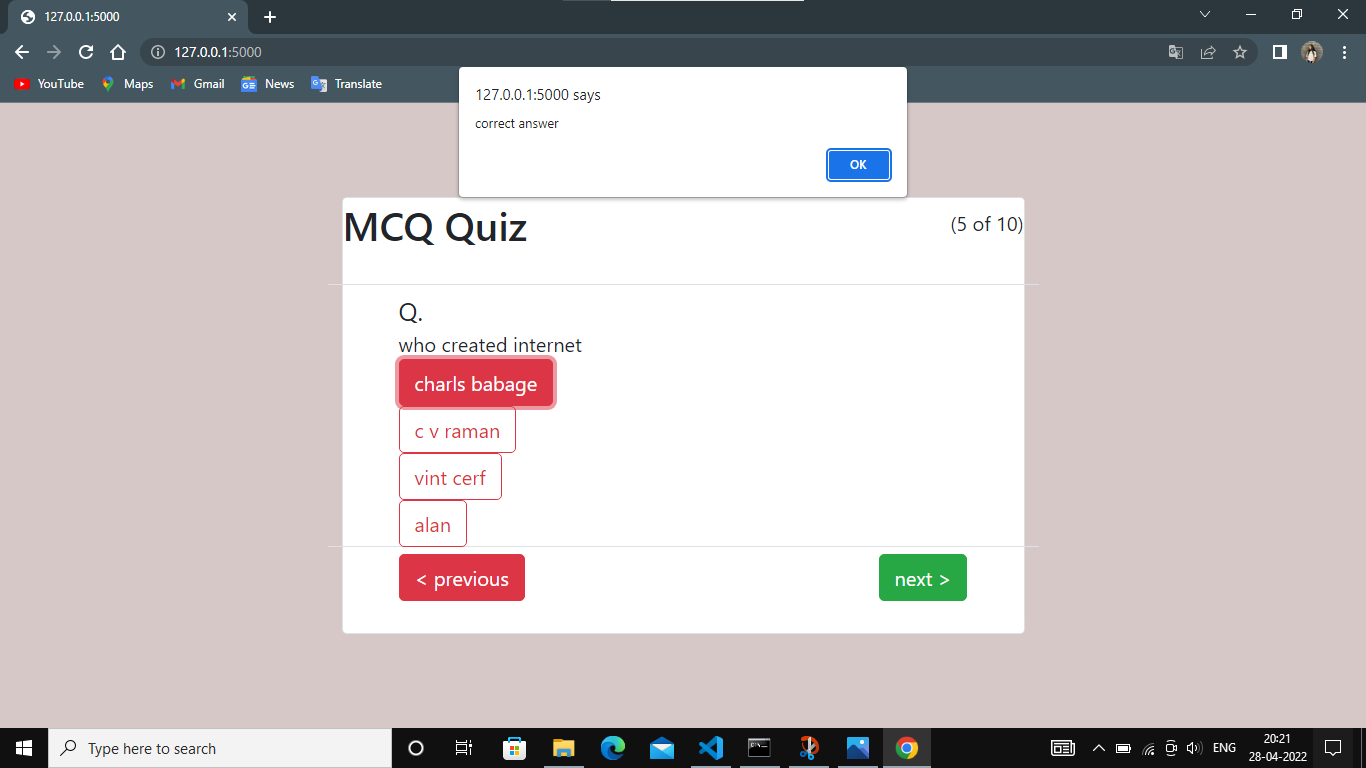 127.0.0.1:5000
127.0.0.1:5000
YouTube Maps Gmail News Translate
127.0.0.1:5000 says
correct answer
OK
MCQ Quiz (5 of 10)
Q.
who created internet
charls babage
c v raman
vint cerf
alan
< previous next >
Type here to search
ENG
20:21
28-04-2022